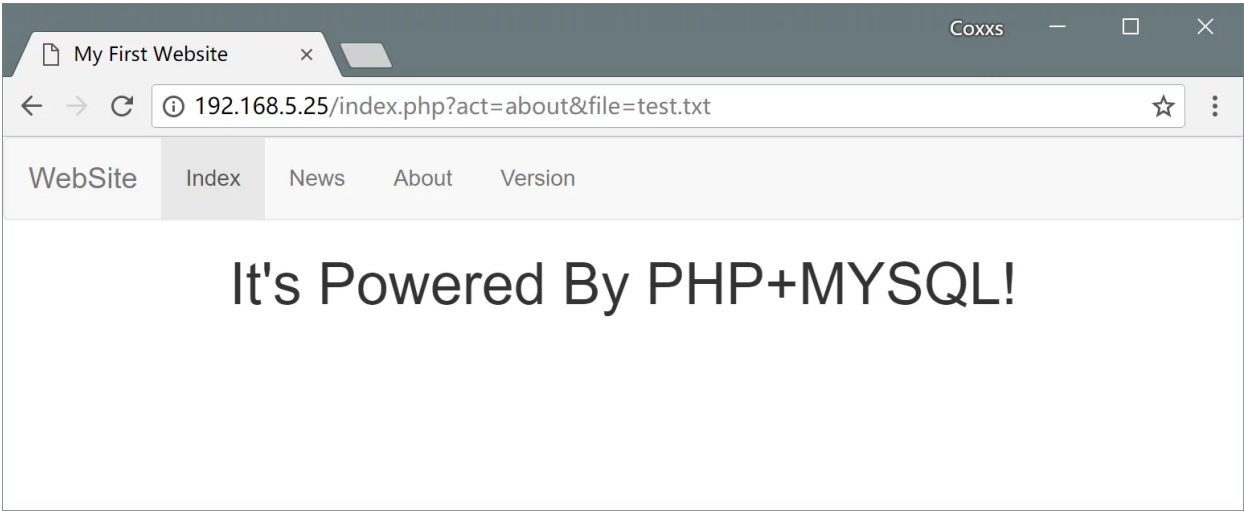 Coxxs
My First Website
192.168.5.25/index.php?act=about&file=test.txt
WebSite Index News About Version
It's Powered By PHP+MYSQL!